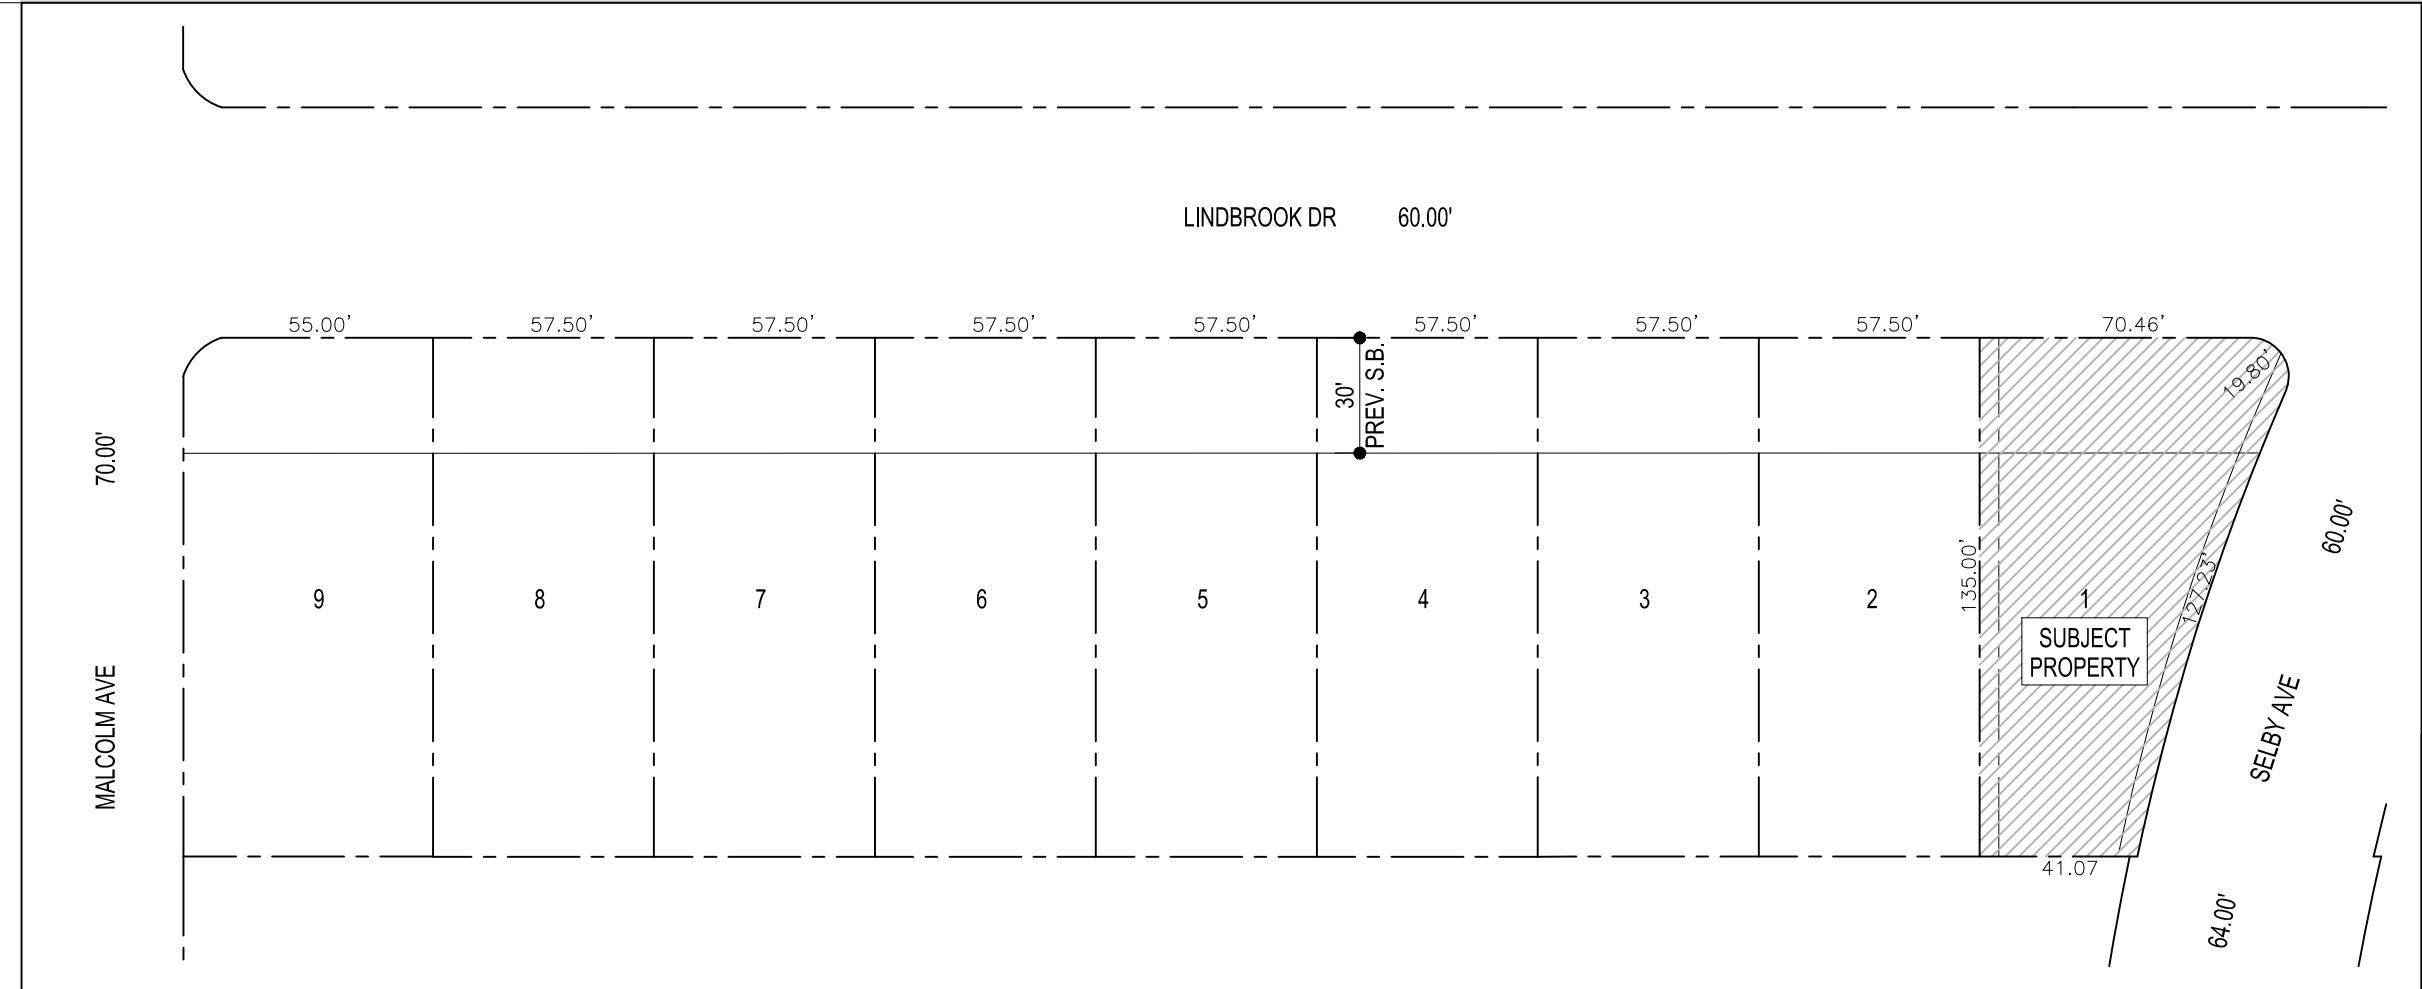 LINDBROOK DR 60.00'
55.00' 57.50' 57.50' 57.50' 57.50' 57.50' 57.50' 57.50' 70.46'
30'
PREV. S.B.
19.80'
70.00'
60.00'
135.00'
127.23'
9 8 7 6 5 4 3 2 1
SUBJECT
PROPERTY
MALCOLM AVE
SELBY AVE
41.07
64.00'